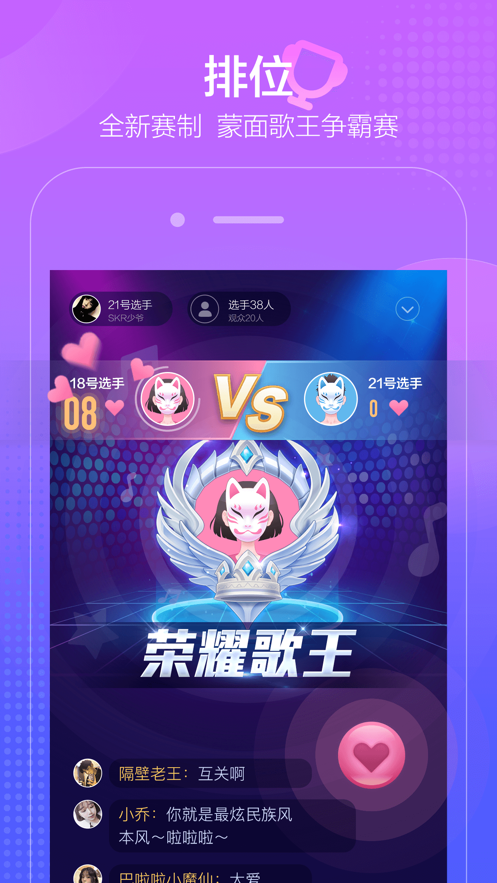 排位
全新赛制 蒙面歌王争霸赛
21号选手
SKR少爷
选手38人
观众20人
18号选手
08
VS
21号选手
0
荣耀歌王
隔壁老王：互关啊
小乔：你就是最炫民族风
本风～啦啦啦～
巴啦啦小魔仙：太爱